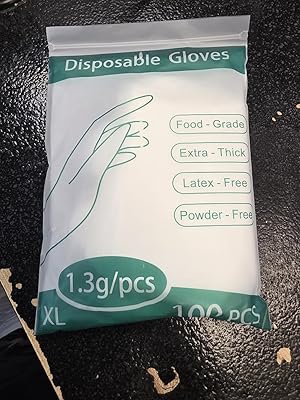 Disposable Gloves
Food - Grade
Extra - Thick
Latex - Free
Powder - Free
1.3g/pcs
XL
100 PCS